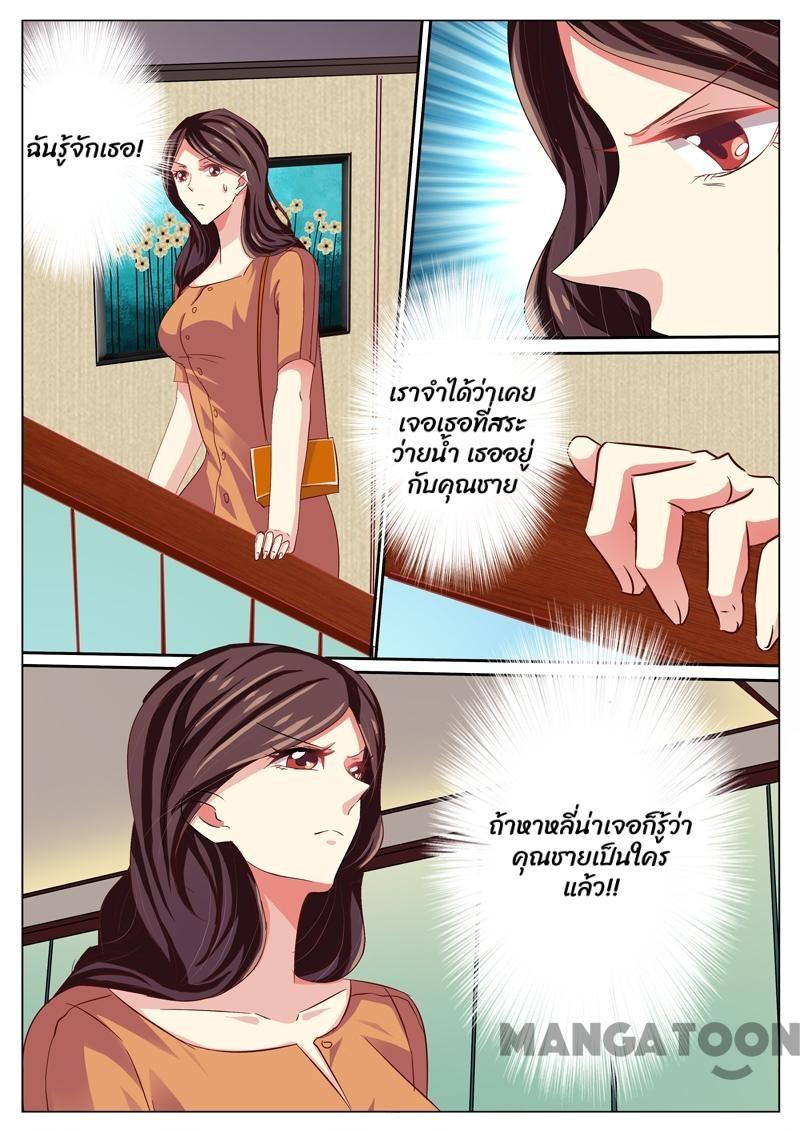 ฉันรู้จักเธอ!
เราจำได้ว่าเคย
เจอเธอที่สระ
ว่ายน้ำ เธออยู่
กับคุณชาย
ถ้าหาหลี่น่าเจอก็รู้ว่า
คุณชายเป็นใคร
แล้ว!!
MANGATOON